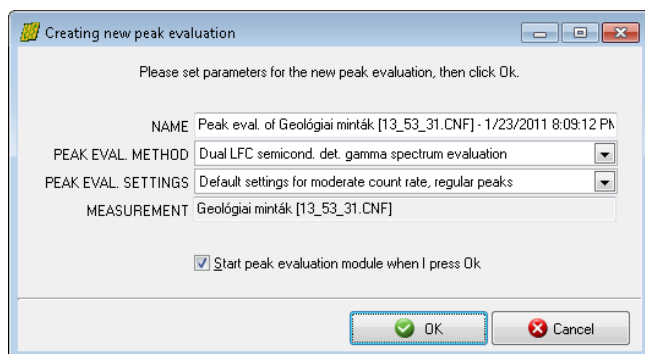 Creating new peak evaluation
Please set parameters for the new peak evaluation, then click Ok.
NAME Peak eval. of Geológiai minták [13_53_31.CNF] - 1/23/2011 8:09:12 PM
PEAK EVAL. METHOD Dual LFC semicond. det. gamma spectrum evaluation
PEAK EVAL. SETTINGS Default settings for moderate count rate, regular peaks
MEASUREMENT Geológiai minták [13_53_31.CNF]
Start peak evaluation module when I press Ok
OK Cancel